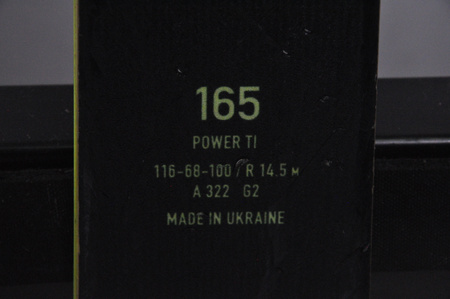 165
POWER TI
116-68-100 / R 14.5 M
A 322 G2
MADE IN UKRAINE